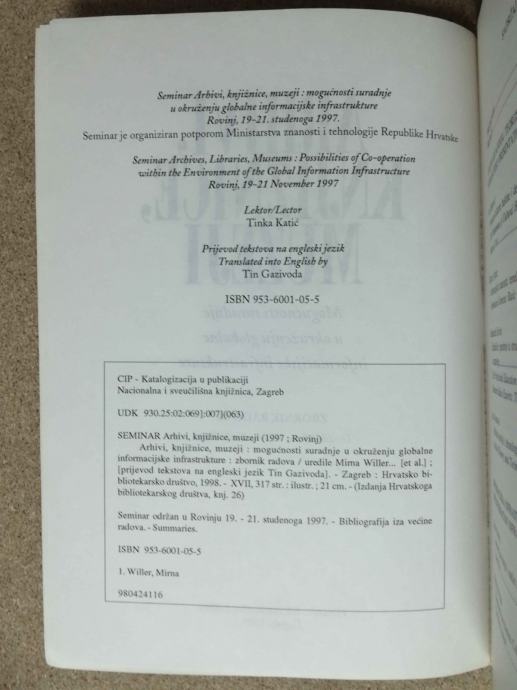 Seminar Arhivi, knjižnice, muzeji : mogućnosti suradnje
u okruženju globalne informacijske infrastrukture
Rovinj, 19-21. studenoga 1997.
Seminar je organiziran potporom Ministarstva znanosti i tehnologije Republike Hrvatske
Seminar Archives, Libraries, Museums : Possibilities of Co-operation
within the Environment of the Global Information Infrastructure
Rovinj, 19-21 November 1997
Lektor/Lector
Tinka Katić
Prijevod tekstova na engleski jezik
Translated into English by
Tin Gazivoda
ISBN 953-6001-05-5
CIP - Katalogizacija u publikaciji
Nacionalna i sveučilišna knjižnica, Zagreb
UDK 930.25:02:069]:007](063)
SEMINAR Arhivi, knjižnice, muzeji (1997 ; Rovinj)
Arhivi, knjižnice, muzeji : mogućnosti suradnje u okruženju globalne
informacijske infrastrukture : zbornik radova / uredile Mirna Willer... [et al.] ;
[prijevod tekstova na engleski jezik Tin Gazivoda]. - Zagreb : Hrvatsko bi-
bliotekarsko društvo, 1998. - XVII, 317 str. : ilustr. ; 21 cm. - (Izdanja Hrvatskoga
bibliotekarskog društva, knj. 26)
Seminar održan u Rovinju 19. - 21. studenoga 1997. - Bibliografija iza većine
radova. - Summaries.
ISBN 953-6001-05-5
1. Willer, Mirna
980424116